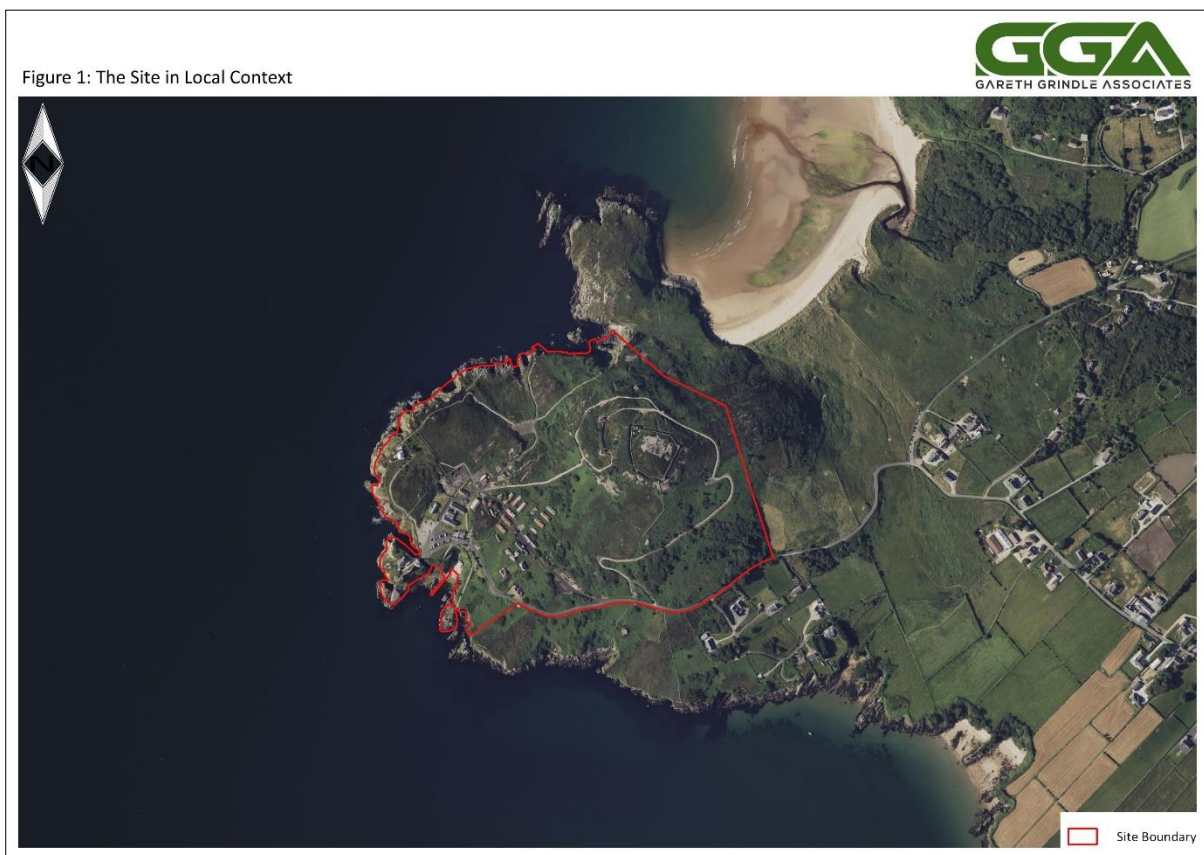 GGA
GARETH GRINDLE ASSOCIATES
Figure 1: The Site in Local Context
N
Site Boundary